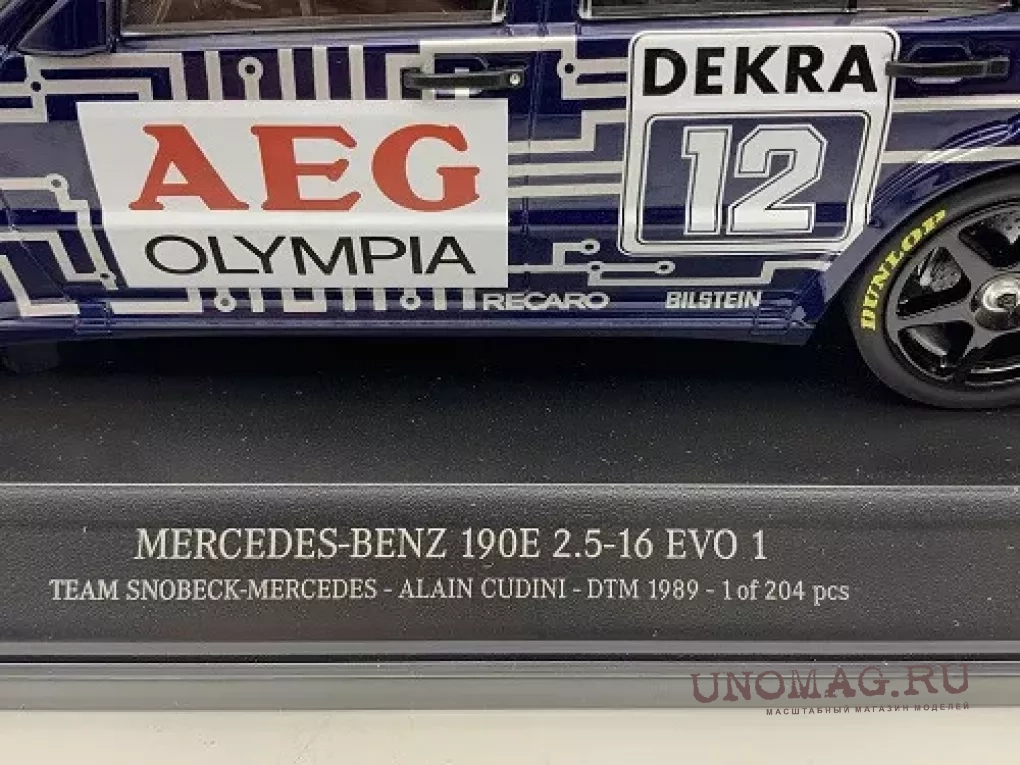 DEKRA
12
AEG
OLYMPIA
RECARO
BILSTEIN
DUNLOP
MERCEDES-BENZ 190E 2.5-16 EVO 1
TEAM SNOBECK-MERCEDES - ALAIN CUDINI - DTM 1989 - 1 of 204 pcs
UNOMAG.RU
МАСШТАБНЫЙ МАГАЗИН МОДЕЛЕЙ